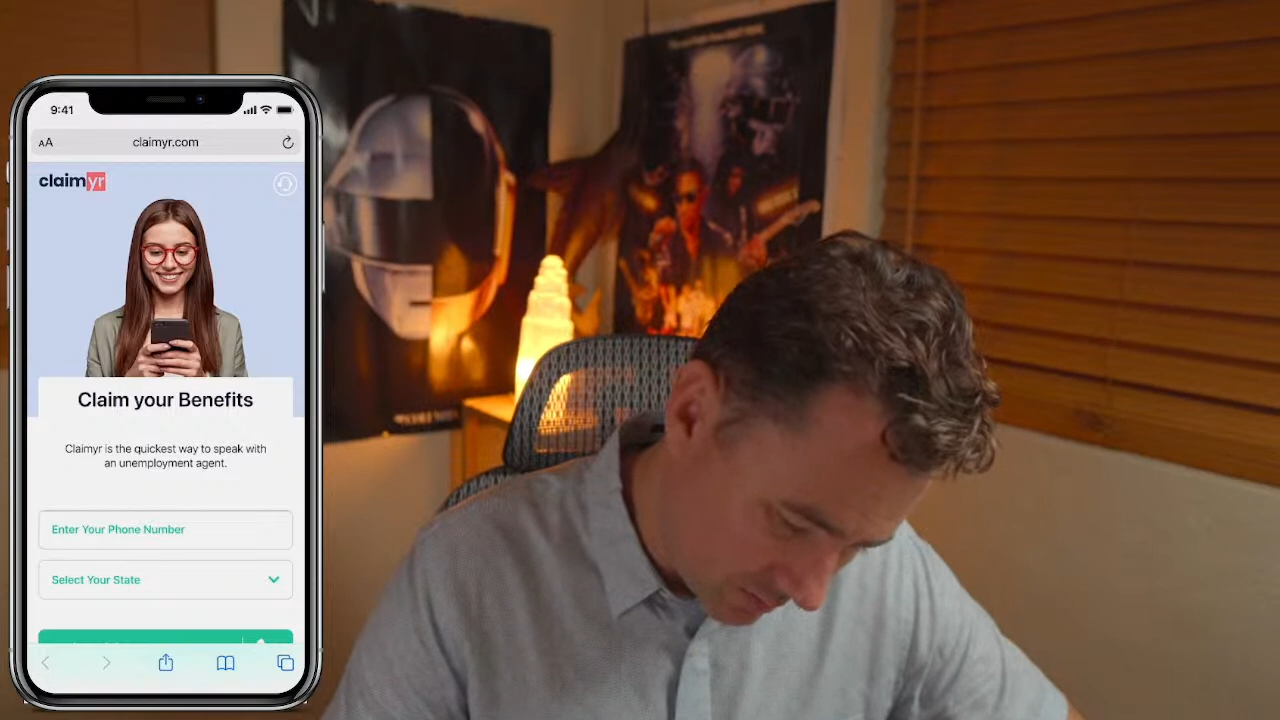 9:41
AA
claimyr.com
claimyr
Claim your Benefits
Claimyr is the quickest way to speak with
an unemployment agent.
Enter Your Phone Number
Select Your State